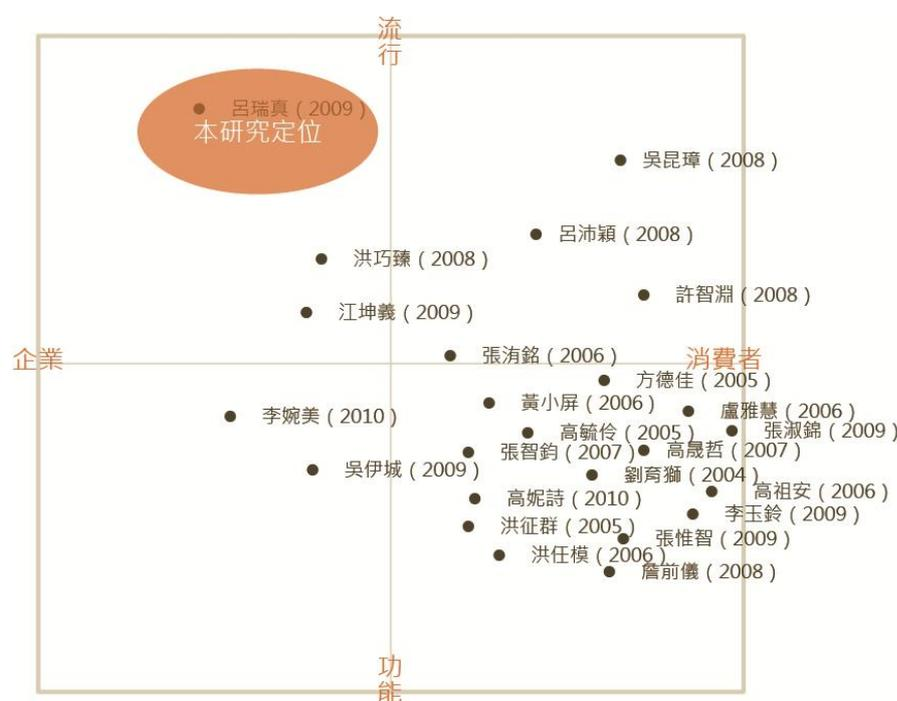 流行
呂瑞真（2009）
本研究定位
吳昆璋（2008）
呂沛穎（2008）
洪巧臻（2008）
許智淵（2008）
江坤義（2009）
企業
張洧銘（2006）
消費者
方德佳（2005）
黃小屏（2006）
盧雅慧（2006）
李婉美（2010）
高毓伶（2005）
張淑錦（2009）
張智鈞（2007）
高晟哲（2007）
吳伊城（2009）
劉育獅（2004）
高妮詩（2010）
高祖安（2006）
洪征群（2005）
李玉鈴（2009）
張惟智（2009）
洪任模（2006）
詹前儀（2008）
功能